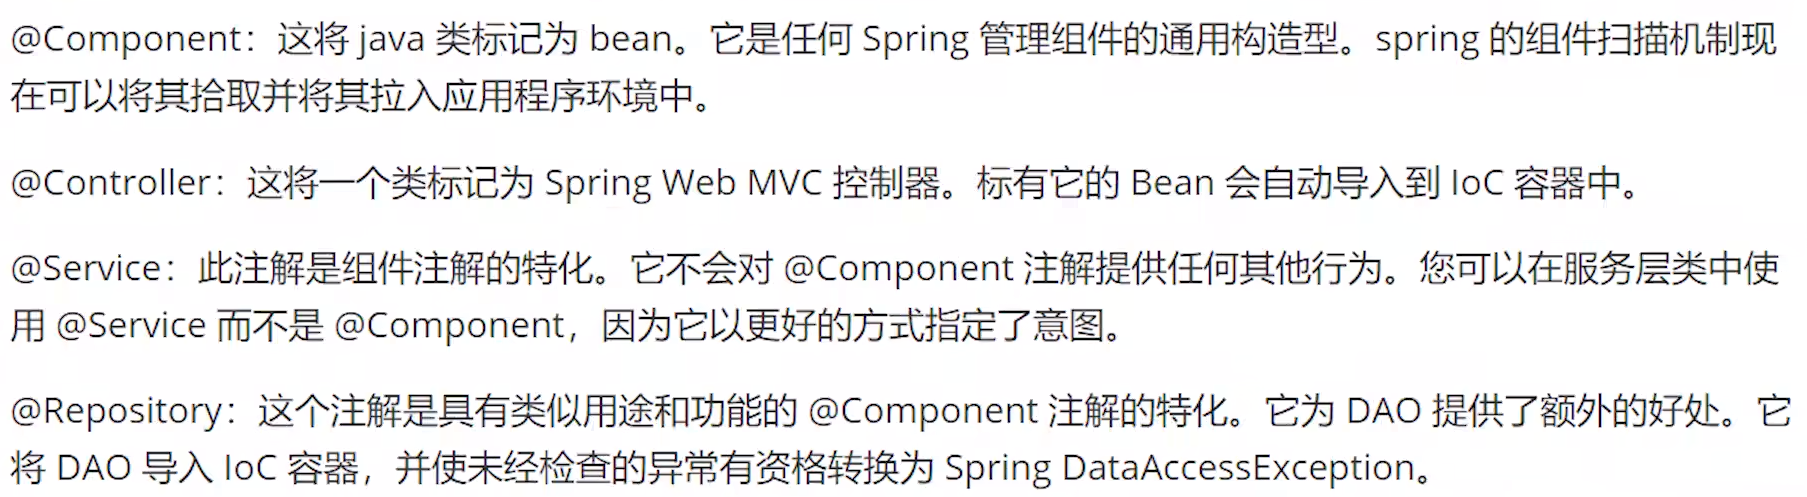 @Component：这将 java 类标记为 bean。它是任何 Spring 管理组件的通用构造型。spring 的组件扫描机制现
在可以将其拾取并将其拉入应用程序环境中。
@Controller：这将一个类标记为 Spring Web MVC 控制器。标有它的 Bean 会自动导入到 IoC 容器中。
@Service：此注解是组件注解的特化。它不会对 @Component 注解提供任何其他行为。您可以在服务层类中使
用 @Service 而不是 @Component，因为它以更好的方式指定了意图。
@Repository：这个注解是具有类似用途和功能的 @Component 注解的特化。它为 DAO 提供了额外的好处。它
将 DAO 导入 IoC 容器，并使未经检查的异常有资格转换为 Spring DataAccessException。